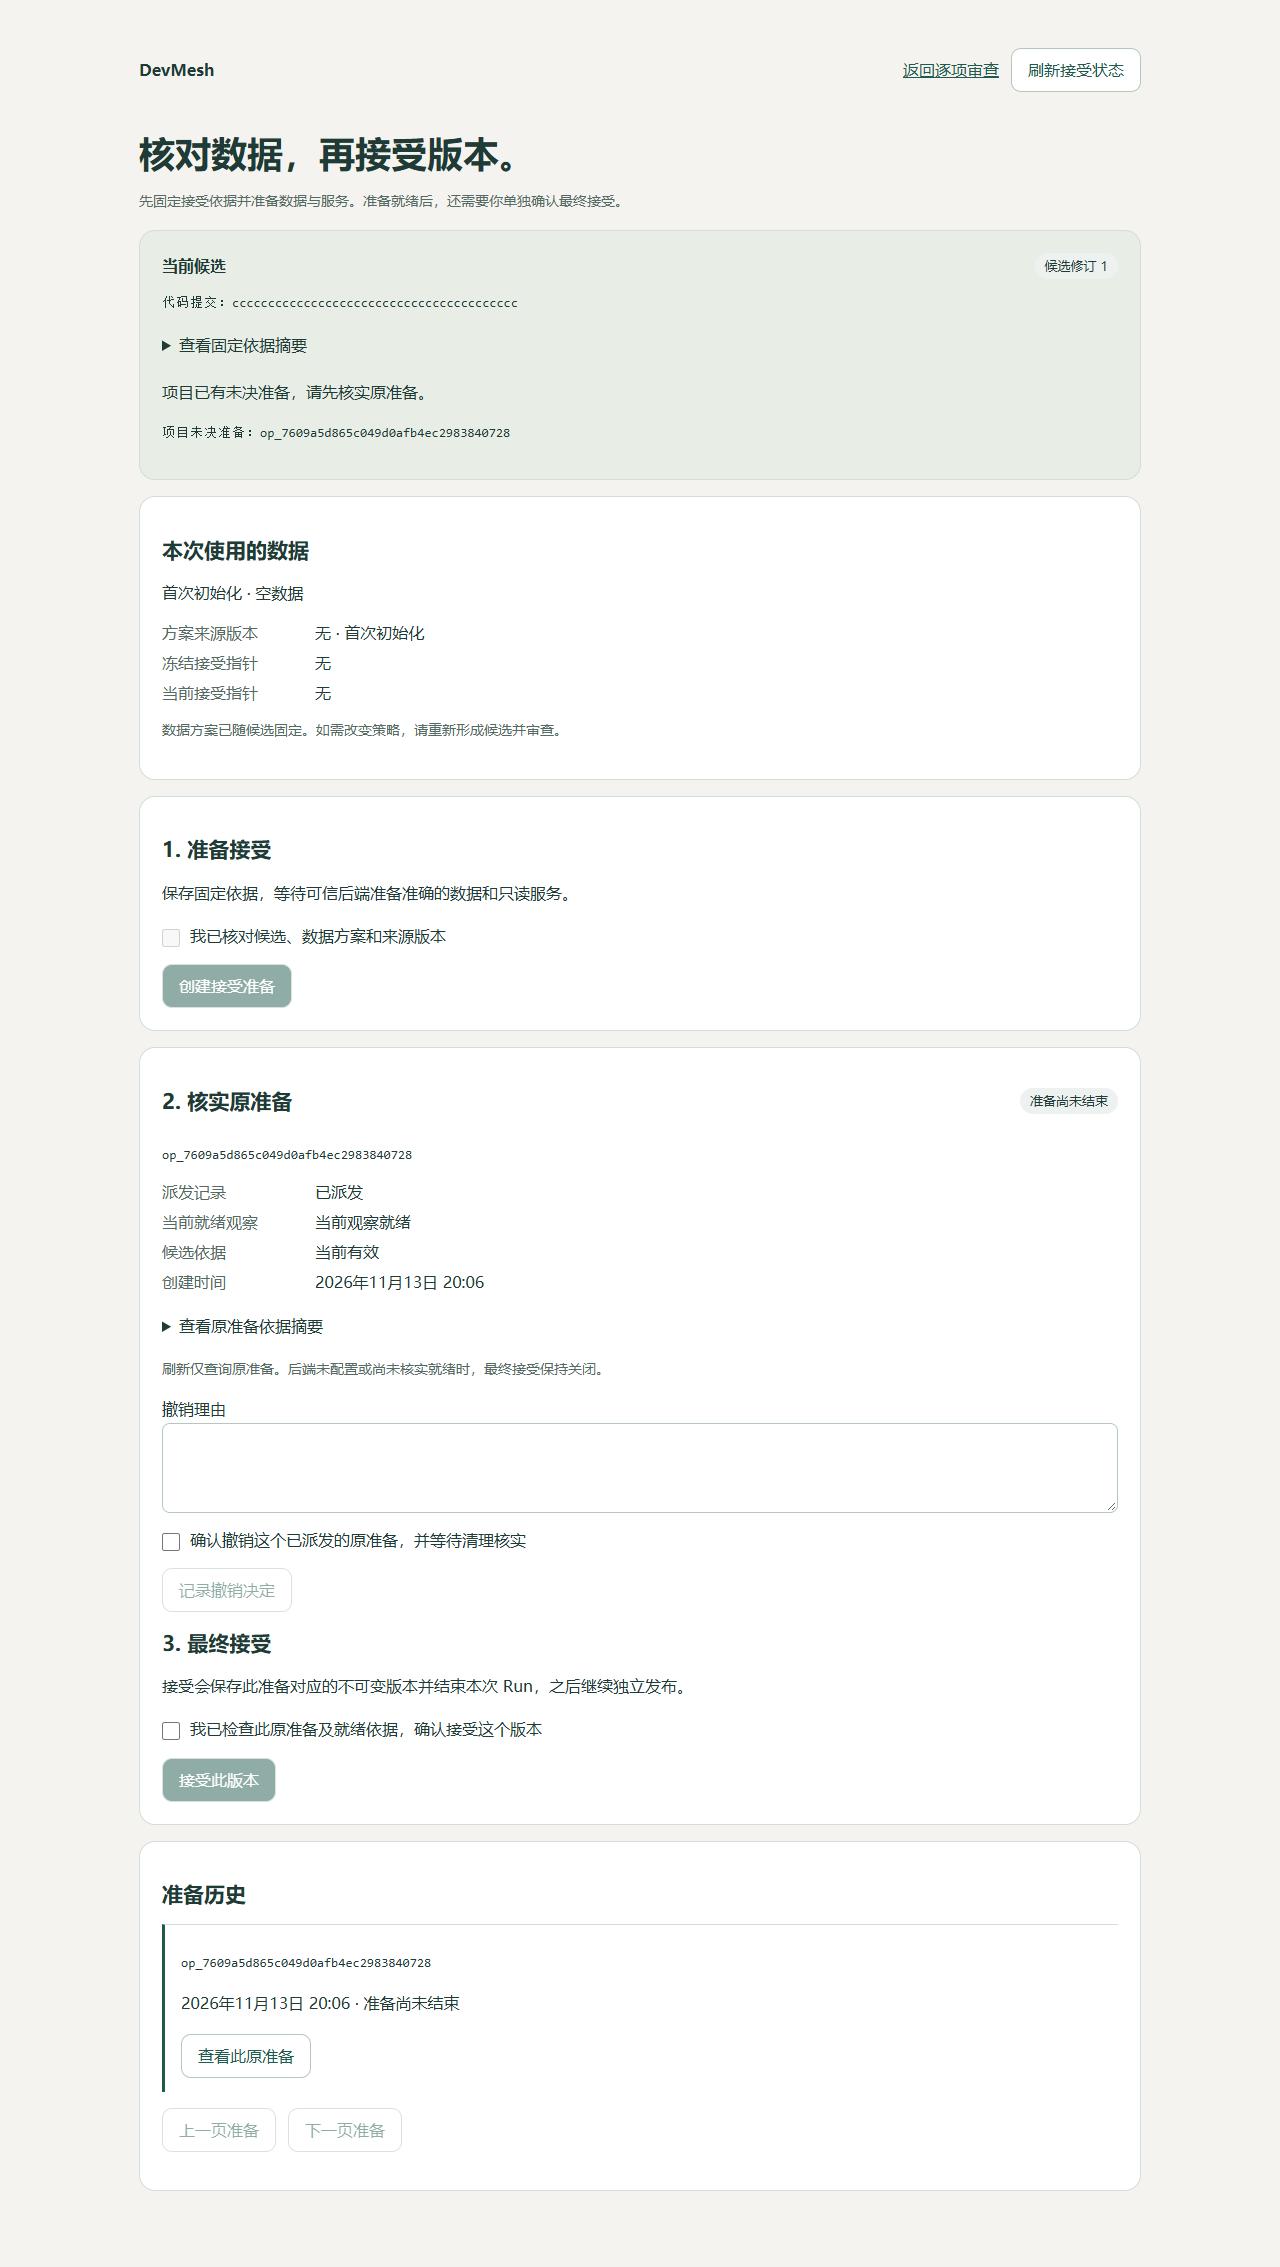 DevMesh
返回逐项审查
刷新接受状态
核对数据，再接受版本。
先固定接受依据并准备数据与服务。准备就绪后，还需要你单独确认最终接受。
当前候选
候选修订 1
代码提交：cccccccccccccccccccccccccccccccccccccccc
查看固定依据摘要
项目已有未决准备，请先核实原准备。
项目未决准备：op_7609a5d865c049d0afb4ec2983840728
本次使用的数据
首次初始化 · 空数据
方案来源版本 无 · 首次初始化
冻结接受指针 无
当前接受指针 无
数据方案已随候选固定。如需改变策略，请重新形成候选并审查。
1. 准备接受
保存固定依据，等待可信后端准备准确的数据和只读服务。
我已核对候选、数据方案和来源版本
创建接受准备
2. 核实原准备
准备尚未结束
op_7609a5d865c049d0afb4ec2983840728
派发记录 已派发
当前就绪观察 当前观察就绪
候选依据 当前有效
创建时间 2026年11月13日 20:06
查看原准备依据摘要
刷新仅查询原准备。后端未配置或尚未核实就绪时，最终接受保持关闭。
撤销理由
确认撤销这个已派发的原准备，并等待清理核实
记录撤销决定
3. 最终接受
接受会保存此准备对应的不可变版本并结束本次 Run，之后继续独立发布。
我已检查此原准备及就绪依据，确认接受这个版本
接受此版本
准备历史
op_7609a5d865c049d0afb4ec2983840728
2026年11月13日 20:06 · 准备尚未结束
查看此原准备
上一页准备
下一页准备